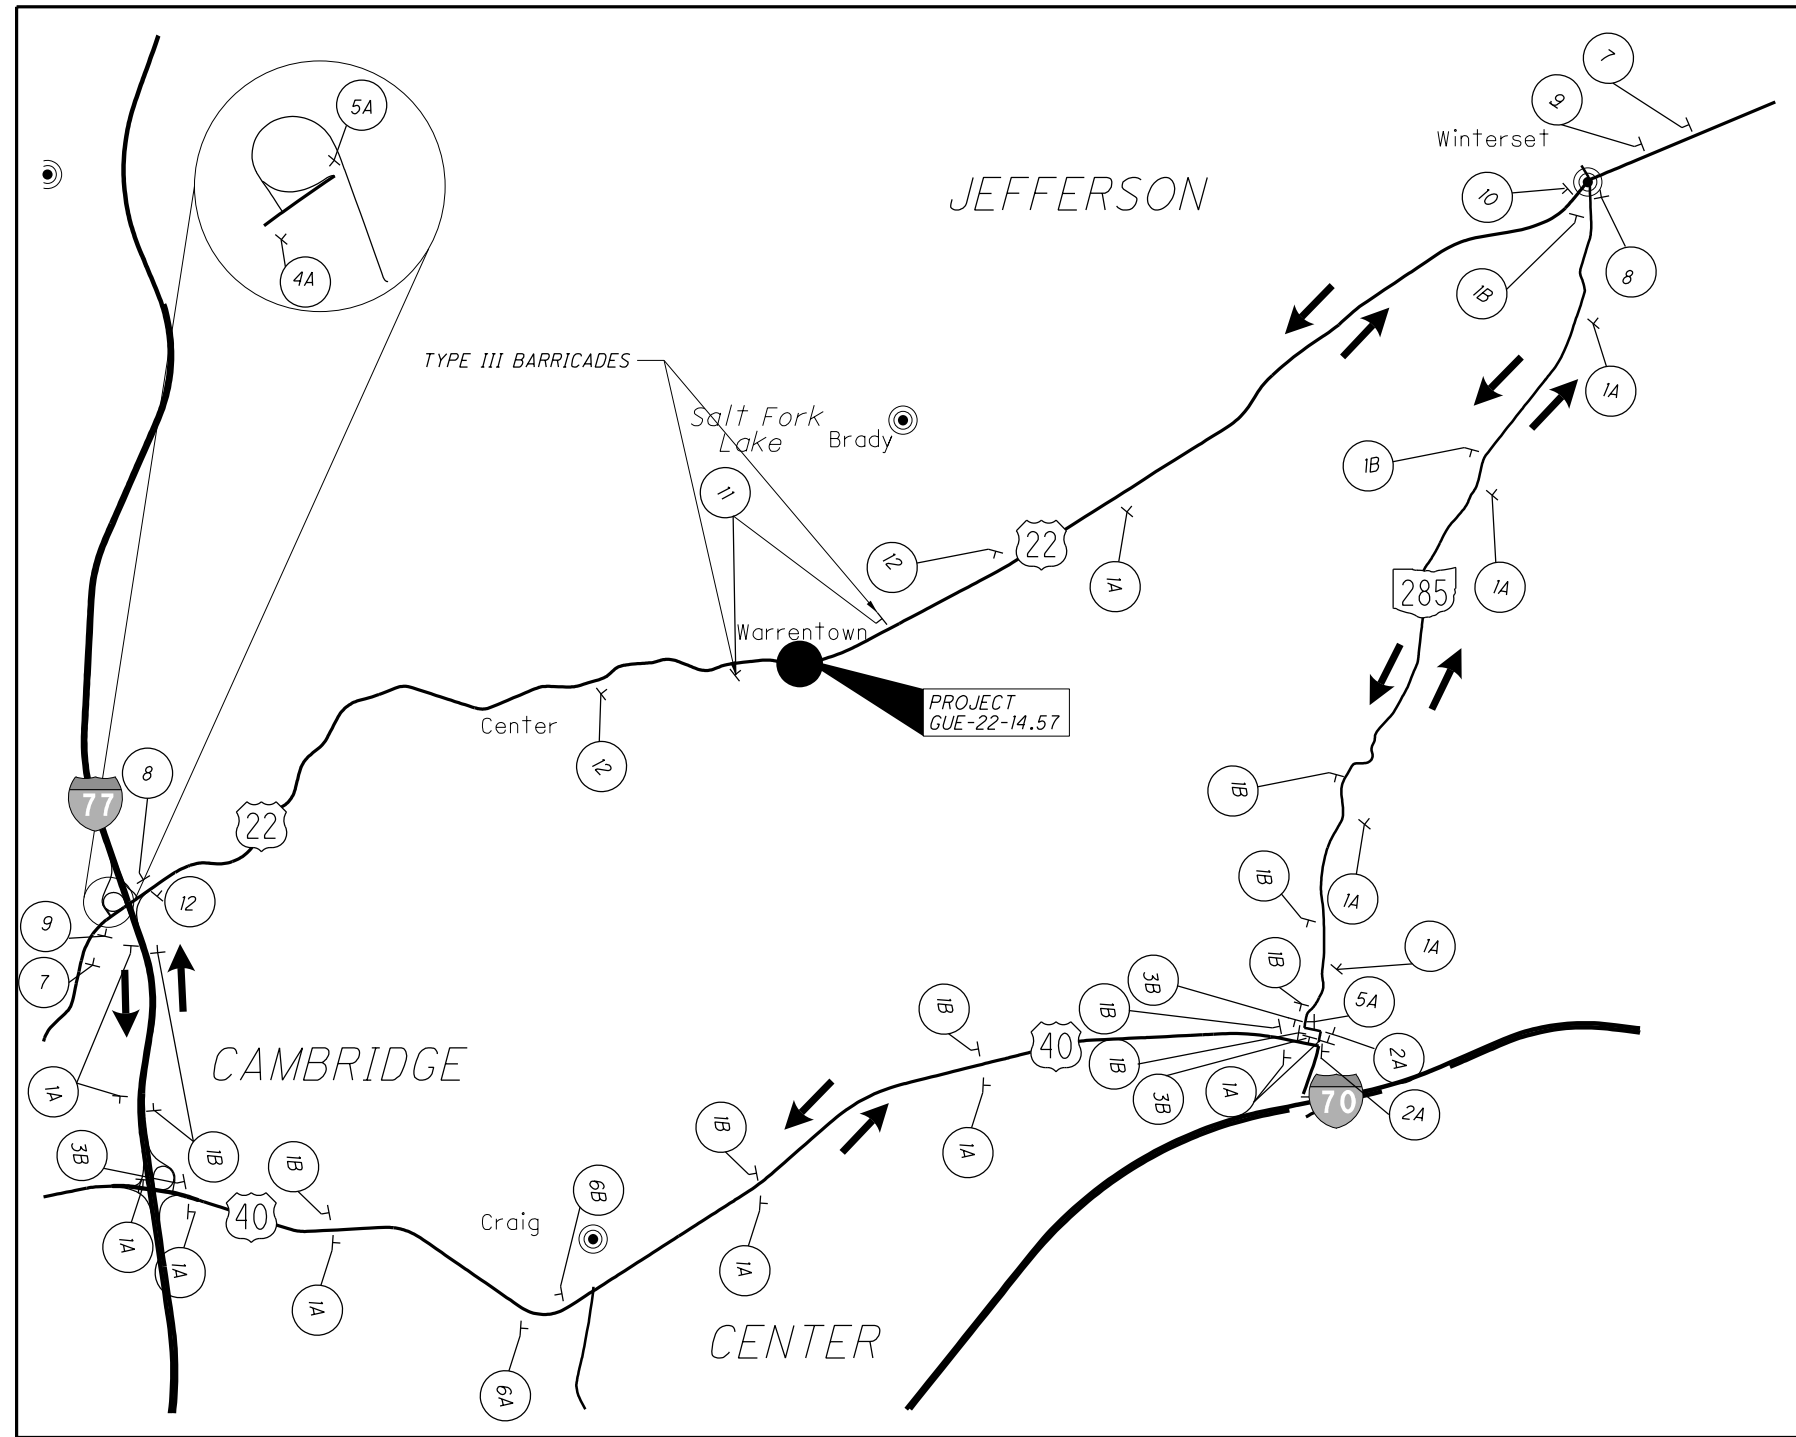 7
9
5A
Winterset
10
JEFFERSON
8
4A
1B
TYPE III BARRICADES
1A
Salt Fork
Lake
Brady
1B
11
22
12
1A
285
1A
Warrentown
PROJECT
GUE-22-14.57
Center
12
8
77
1B
22
1B
12
1A
9
1A
7
1B
3B
5A
1B
1B
40
2A
CAMBRIDGE
1B
1A
3B
1A
70
2A
1B
1A
3B
1B
1B
6B
40
Craig
1A
1A
1A
1A
CENTER
6A